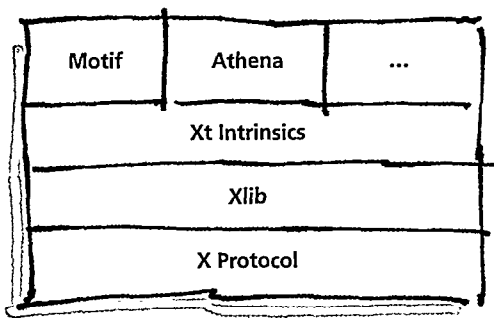 Motif Athena ...
Xt Intrinsics
Xlib
X Protocol